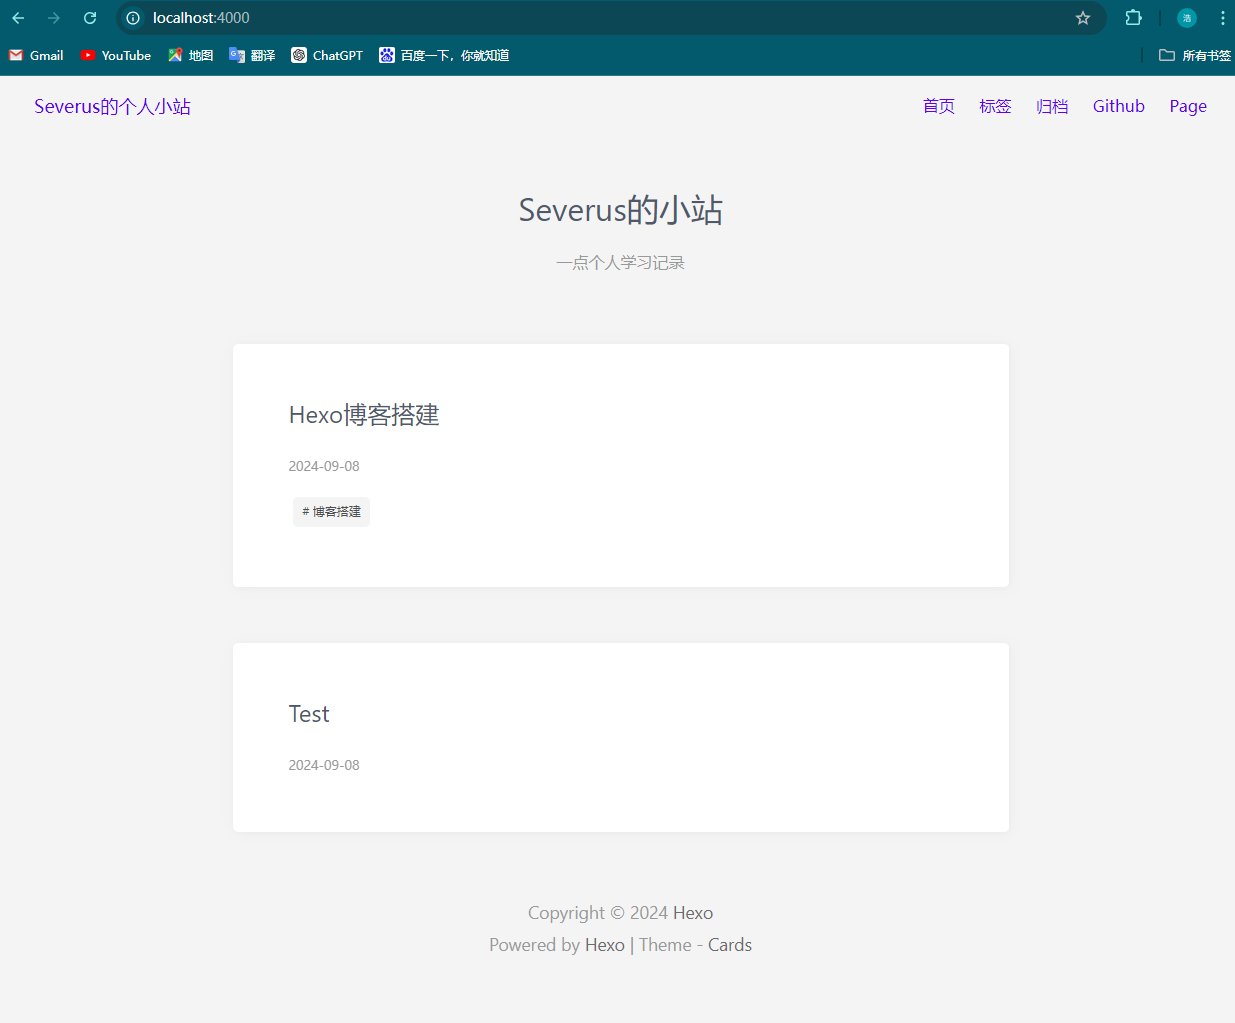 localhost:4000
浩
Gmail YouTube 地图 翻译 ChatGPT 百度一下，你就知道 所有书签
Severus的个人小站 首页 标签 归档 Github Page
Severus的小站
一点个人学习记录
Hexo博客搭建
2024-09-08
# 博客搭建
Test
2024-09-08
Copyright © 2024 Hexo
Powered by Hexo | Theme - Cards